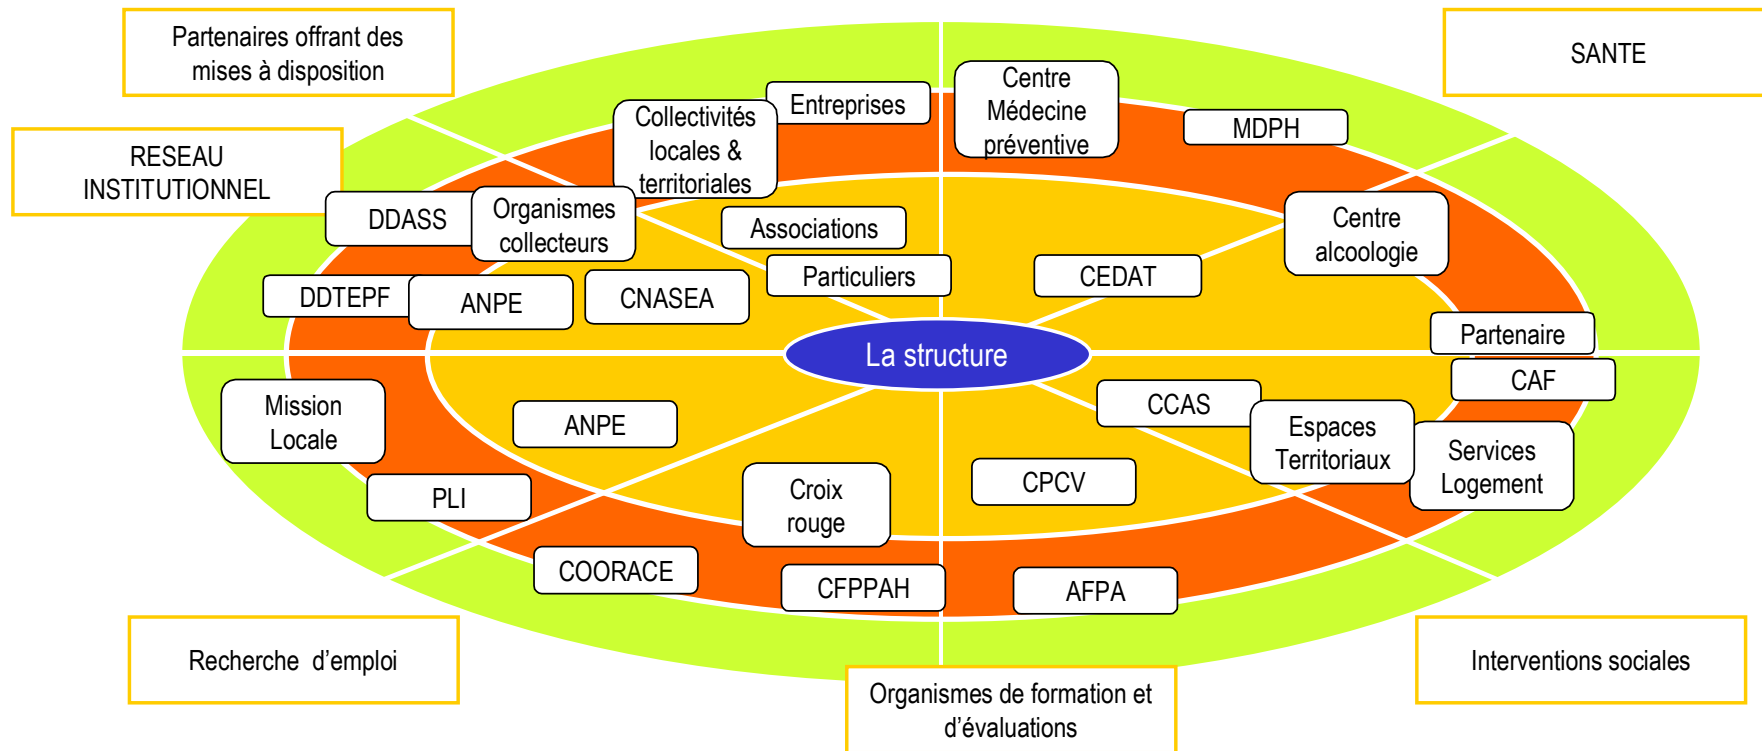 Partenaires offrant des
mises à disposition
SANTE
RESEAU
INSTITUTIONNEL
Entreprises
Collectivités
locales &
territoriales
Centre
Médecine
préventive
MDPH
DDASS
Organismes
collecteurs
Associations
Centre
alcoologie
DDTEPF
ANPE
CNASEA
Particuliers
CEDAT
La structure
Partenaire
CAF
Mission
Locale
ANPE
CCAS
Espaces
Territoriaux
Services
Logement
PLI
Croix
rouge
CPCV
COORACE
CFPPAH
AFPA
Recherche  d’emploi
Organismes de formation et
d’évaluations
Interventions sociales